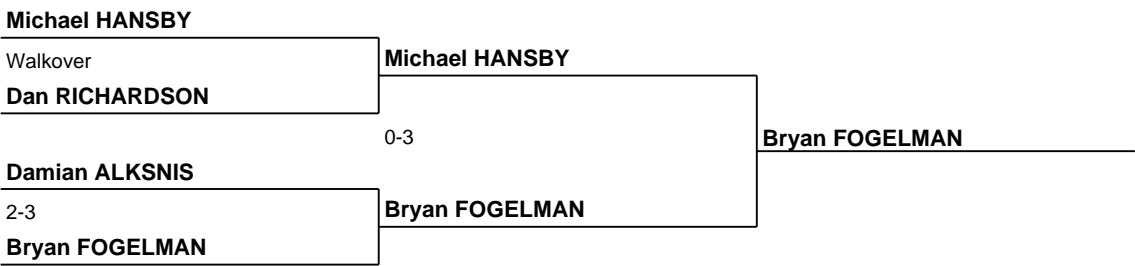 Michael HANSBY
Walkover
Dan RICHARDSON
Michael HANSBY
0-3
Bryan FOGELMAN
Damian ALKSNIS
2-3
Bryan FOGELMAN
Bryan FOGELMAN